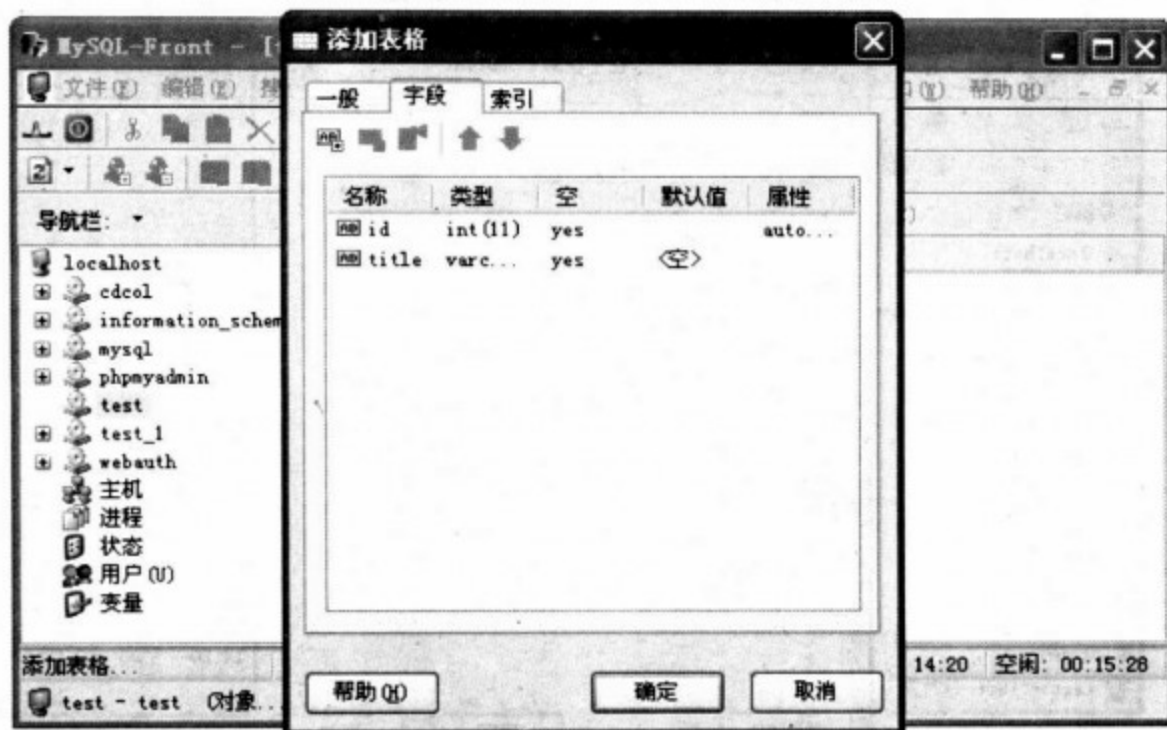 MySQL-Front - [
文件(F) 编辑(E) 搜
帮助(H)
导航栏:
localhost
cdcol
information_schem
mysql
phpmyadmin
test
test_1
webauth
主机
进程
状态
用户(U)
变量
添加表格...
test - test (对象...
添加表格
一般 字段 索引
名称 类型 空 默认值 属性
id int(11) yes auto...
title varc... yes <空>
帮助(H) 确定 取消
14:20 空闲: 00:15:28